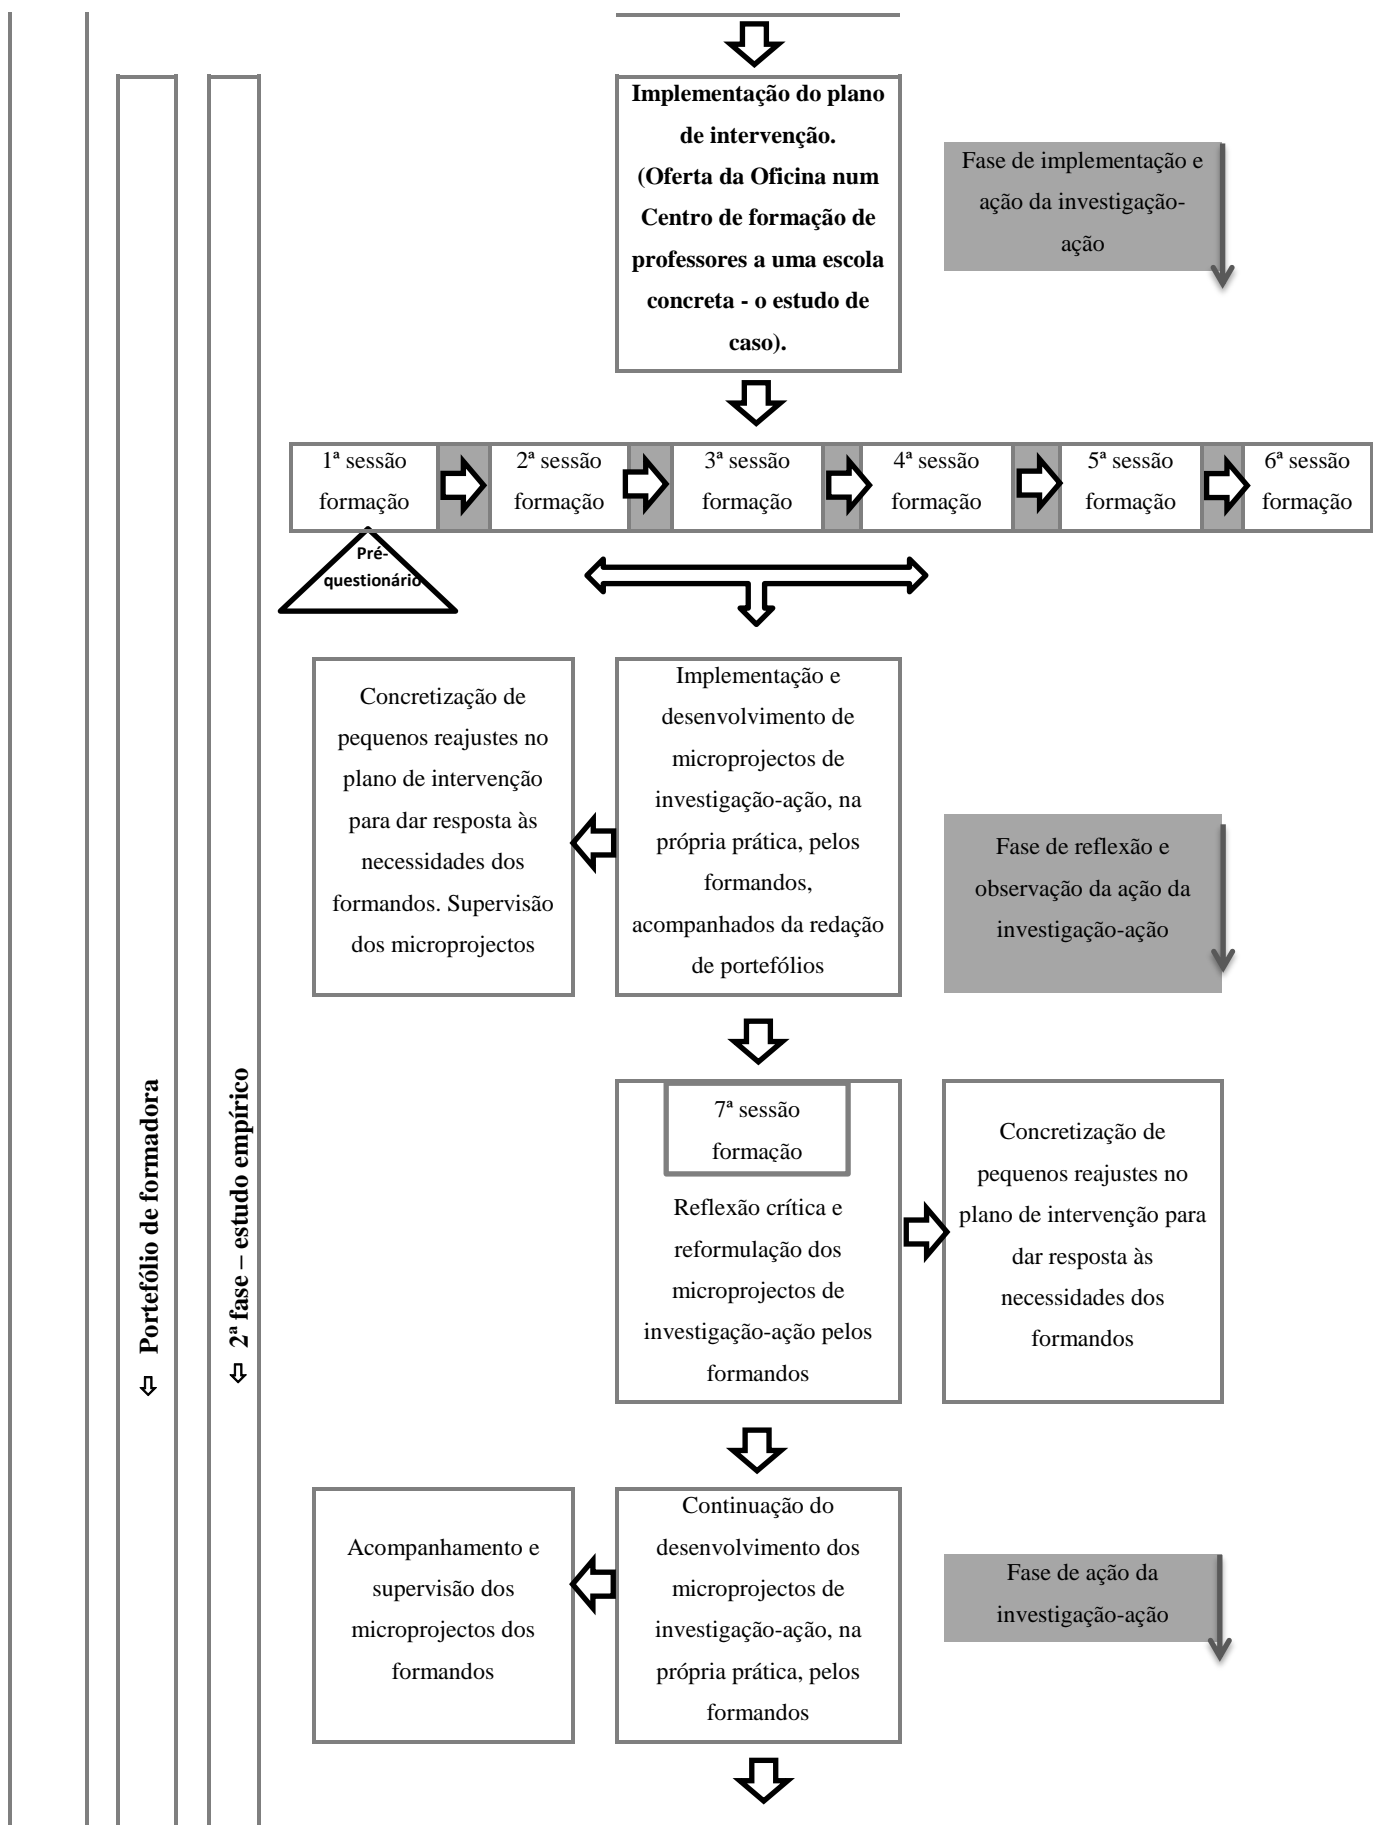 Implementação do plano
de intervenção.
(Oferta da Oficina num
Centro de formação de
professores a uma escola
concreta - o estudo de
caso).
Fase de implementação e
ação da investigação-
ação
1ª sessão
formação
2ª sessão
formação
3ª sessão
formação
4ª sessão
formação
5ª sessão
formação
6ª sessão
formação
Pré-
questionário
Concretização de
pequenos reajustes no
plano de intervenção
para dar resposta às
necessidades dos
formandos. Supervisão
dos microprojectos
Implementação e
desenvolvimento de
microprojectos de
investigação-ação, na
própria prática, pelos
formandos,
acompanhados da redação
de portefólios
Fase de reflexão e
observação da ação da
investigação-ação
Portefólio de formadora
2ª fase – estudo empírico
7ª sessão
formação
Reflexão crítica e
reformulação dos
microprojectos de
investigação-ação pelos
formandos
Concretização de
pequenos reajustes no
plano de intervenção para
dar resposta às
necessidades dos
formandos
Acompanhamento e
supervisão dos
microprojectos dos
formandos
Continuação do
desenvolvimento dos
microprojectos de
investigação-ação, na
própria prática, pelos
formandos
Fase de ação da
investigação-ação